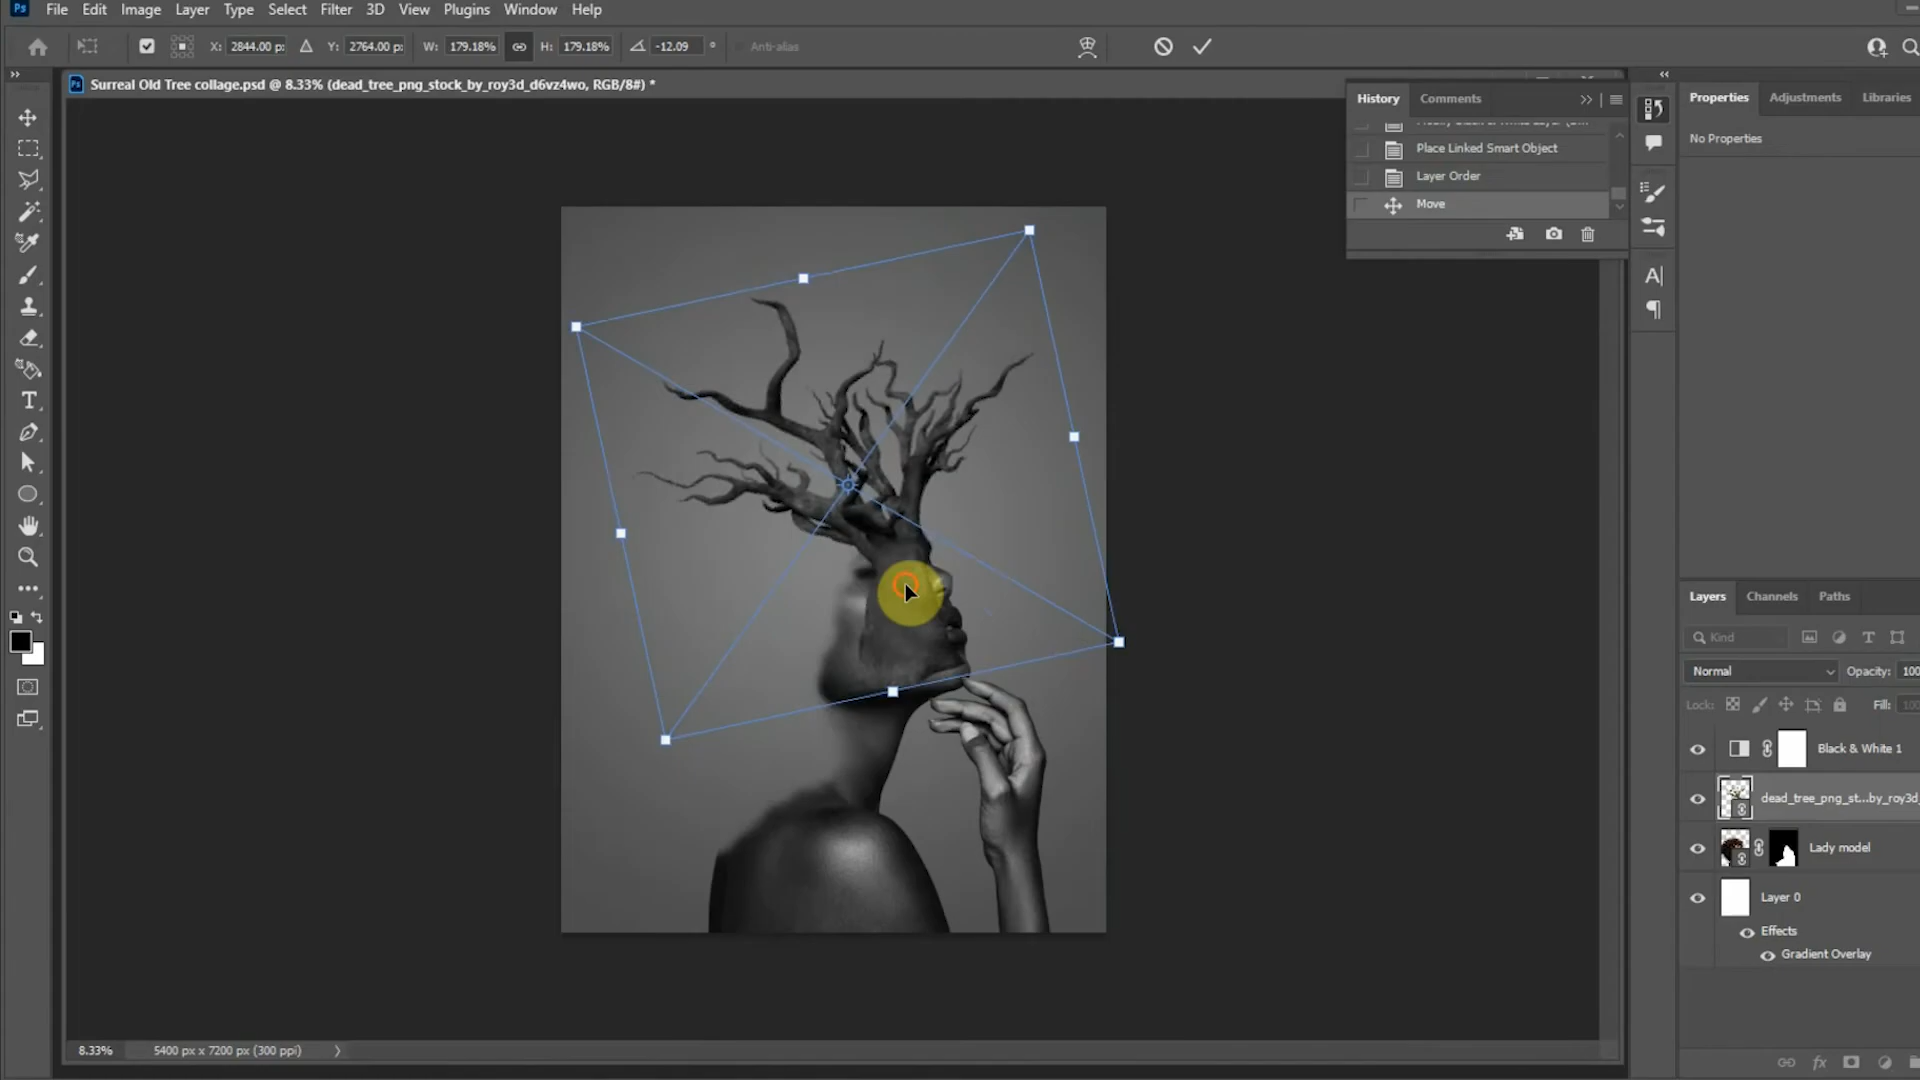 Ps File Edit Image Layer Type Select Filter 3D View Plugins Window Help
X: 2844.00 p: Y: 2764.00 p: W: 179.18% H: 179.18% -12.09 ° Anti-alias
Ps Surreal Old Tree collage.psd @ 8.33% (dead_tree_png_stock_by_roy3d_d6vz4wo, RGB/8#) *
History Comments
Place Linked Smart Object
Layer Order
Move
Properties Adjustments Libraries
No Properties
Layers Channels Paths
Kind
Normal Opacity: 100
Lock: Fill: 100
Black & White 1
dead_tree_png_st...by_roy3d_
Lady model
Layer 0
Effects
Gradient Overlay
fx
8.33% 5400 px x 7200 px (300 ppi)